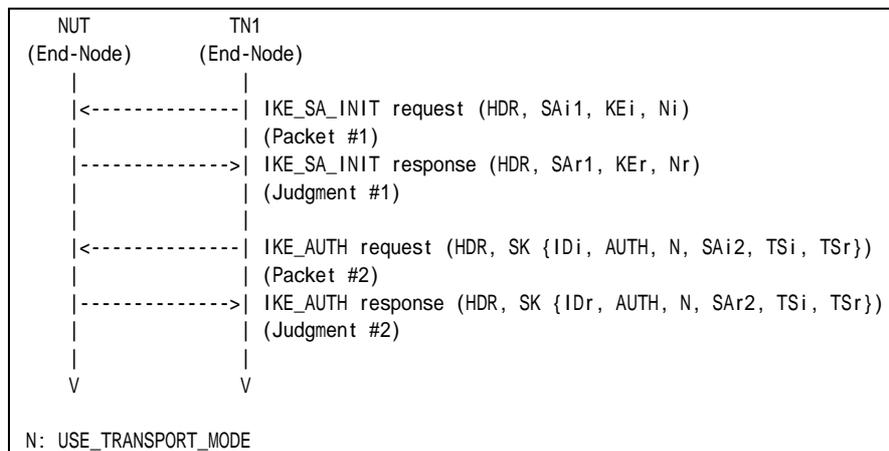 NUT TN1
(End-Node) (End-Node)
| |
|<--------------| IKE_SA_INIT request (HDR, SAi1, KEi, Ni)
| | (Packet #1)
|-------------->| IKE_SA_INIT response (HDR, SAr1, KEr, Nr)
| | (Judgment #1)
| |
|<--------------| IKE_AUTH request (HDR, SK {IDi, AUTH, N, SAi2, TSi, TSr})
| | (Packet #2)
|-------------->| IKE_AUTH response (HDR, SK {IDr, AUTH, N, SAr2, TSi, TSr})
| | (Judgment #2)
| |
V V
N: USE_TRANSPORT_MODE